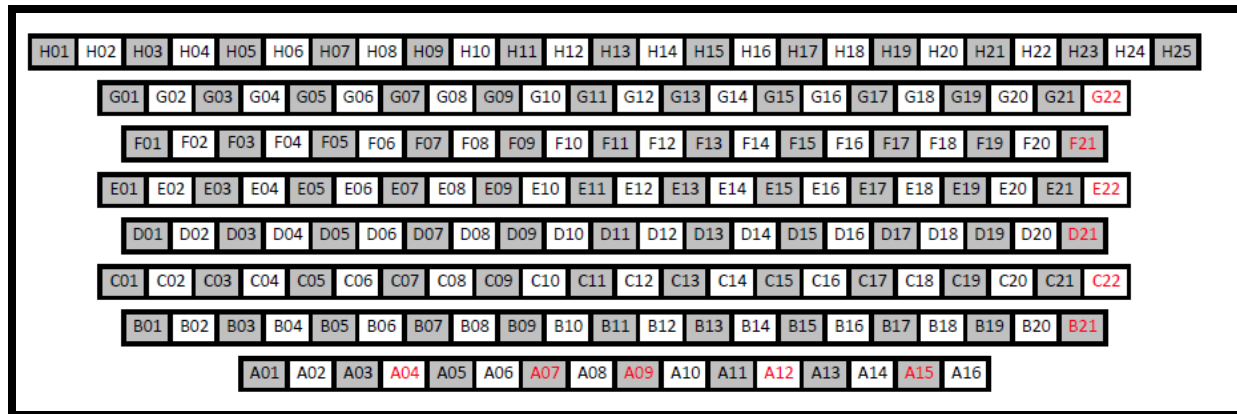 H01 H02 H03 H04 H05 H06 H07 H08 H09 H10 H11 H12 H13 H14 H15 H16 H17 H18 H19 H20 H21 H22 H23 H24 H25
G01 G02 G03 G04 G05 G06 G07 G08 G09 G10 G11 G12 G13 G14 G15 G16 G17 G18 G19 G20 G21 G22
F01 F02 F03 F04 F05 F06 F07 F08 F09 F10 F11 F12 F13 F14 F15 F16 F17 F18 F19 F20 F21
E01 E02 E03 E04 E05 E06 E07 E08 E09 E10 E11 E12 E13 E14 E15 E16 E17 E18 E19 E20 E21 E22
D01 D02 D03 D04 D05 D06 D07 D08 D09 D10 D11 D12 D13 D14 D15 D16 D17 D18 D19 D20 D21
C01 C02 C03 C04 C05 C06 C07 C08 C09 C10 C11 C12 C13 C14 C15 C16 C17 C18 C19 C20 C21 C22
B01 B02 B03 B04 B05 B06 B07 B08 B09 B10 B11 B12 B13 B14 B15 B16 B17 B18 B19 B20 B21
A01 A02 A03 A04 A05 A06 A07 A08 A09 A10 A11 A12 A13 A14 A15 A16